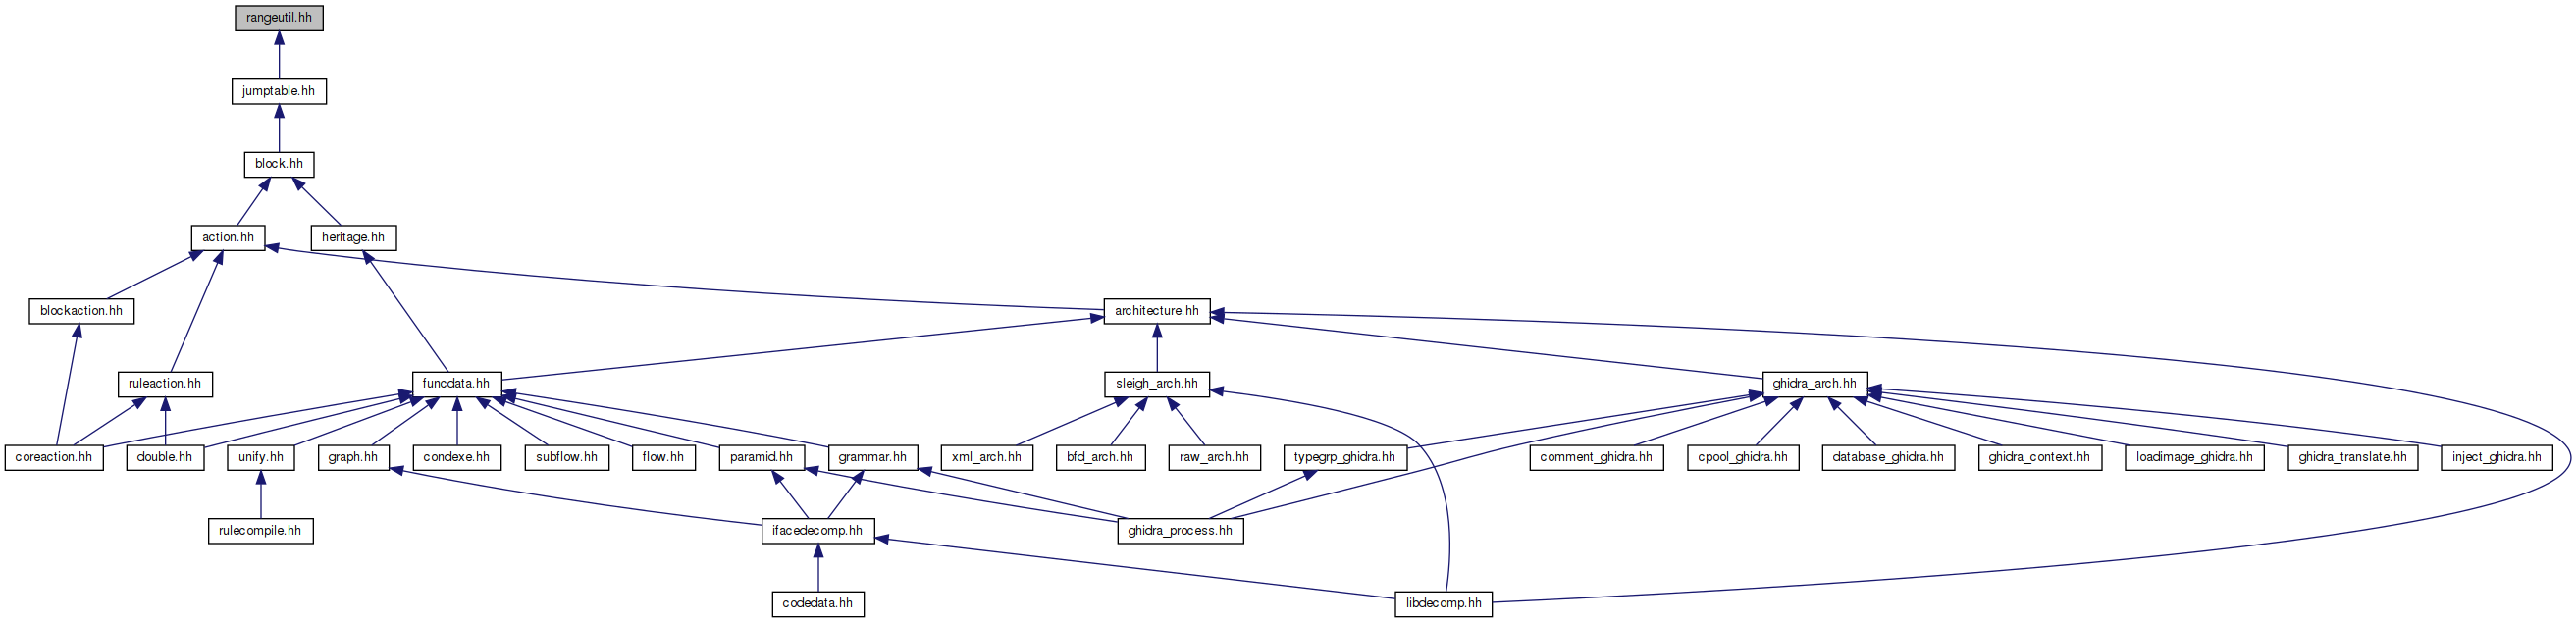 rangeutil.hh
jumptable.hh
block.hh
action.hh
heritage.hh
blockaction.hh
architecture.hh
ruleaction.hh
funcdata.hh
sleigh_arch.hh
ghidra_arch.hh
coreaction.hh
double.hh
unify.hh
graph.hh
condexe.hh
subflow.hh
flow.hh
paramid.hh
grammar.hh
xml_arch.hh
bfd_arch.hh
raw_arch.hh
typegrp_ghidra.hh
comment_ghidra.hh
cpool_ghidra.hh
database_ghidra.hh
ghidra_context.hh
loadimage_ghidra.hh
ghidra_translate.hh
inject_ghidra.hh
rulecompile.hh
ifacedecomp.hh
ghidra_process.hh
codedata.hh
libdecomp.hh